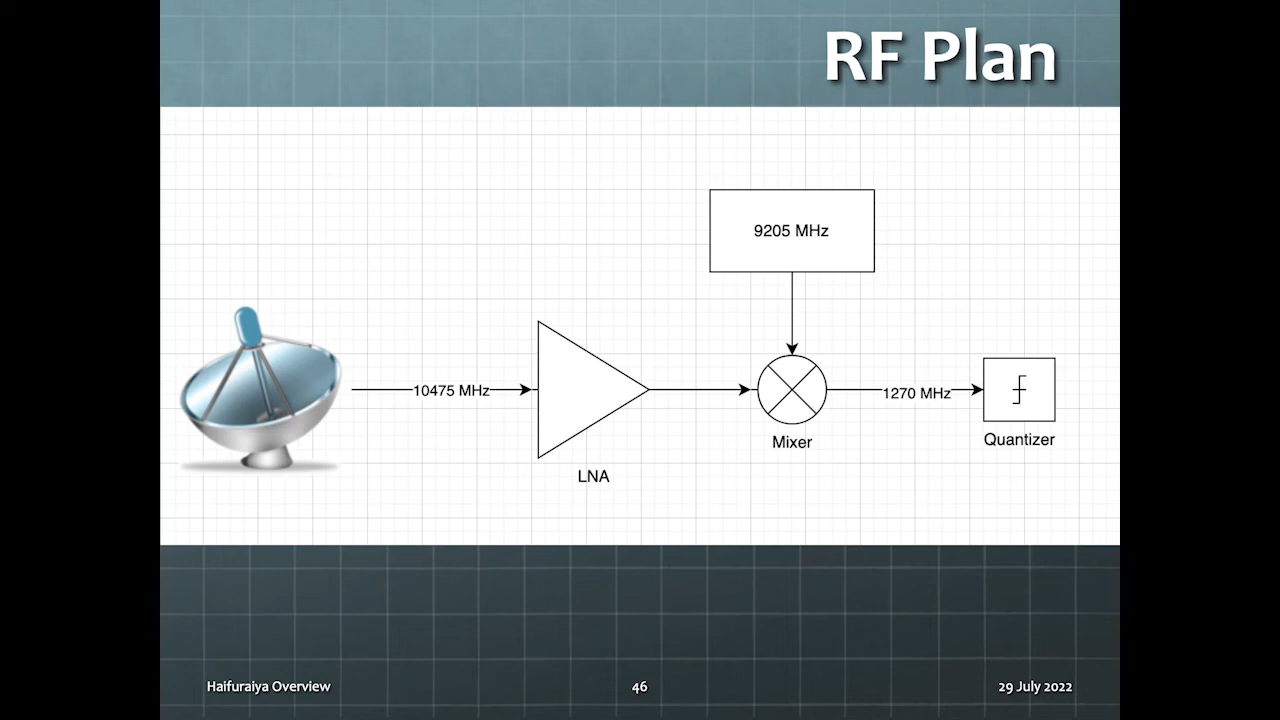 RF Plan
9205 MHz
10475 MHz
1270 MHz
Mixer
Quantizer
LNA
Haifuraiya Overview
46
29 July 2022